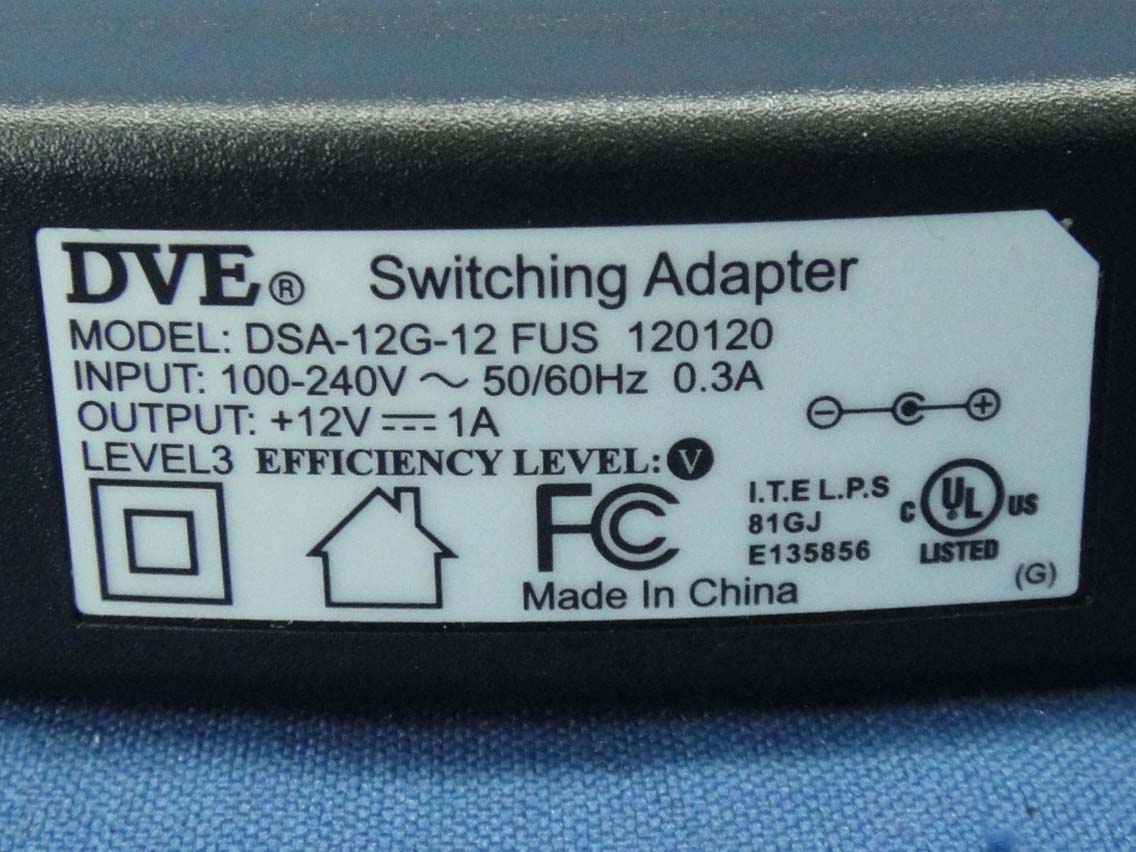 DVE® Switching Adapter
MODEL: DSA-12G-12 FUS 120120
INPUT: 100-240V ~ 50/60Hz 0.3A
OUTPUT: +12V ⎓ 1A
LEVEL3 EFFICIENCY LEVEL: V
FC
I.T.E L.P.S
81GJ
E135856
C UL US
LISTED
Made In China
(G)